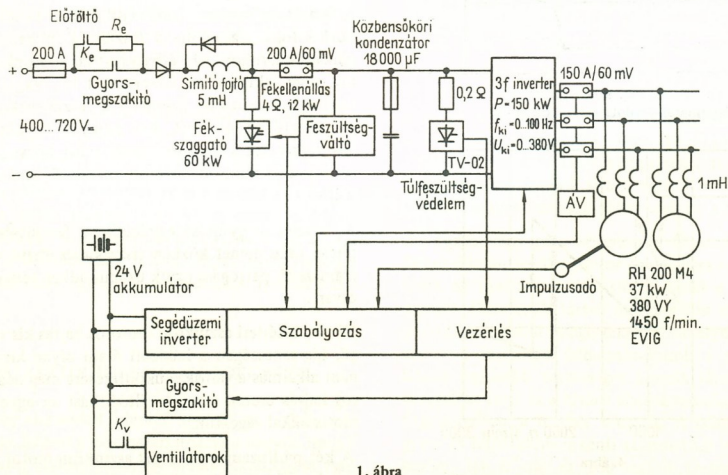 Előtöltő
Re
Ke
200 A
+
Gyors-
megszakító
Simító fojtó
5 mH
200 A/60 mV
Fékellenállás
4 Ω, 12 kW
Közbensőköri
kondenzátor
18 000 µF
400...720 V=
Fék-
szaggató
60 kW
Feszültség-
váltó
0,2 Ω
TV-02
Túlfeszültség-
védelem
3f inverter
P=150 kW
fki=0...100 Hz
Uki=0...380 V
150 A/60 mV
1 mH
ÁV
−
24 V
akkumulátor
Impulzusadó
RH 200 M4
37 kW
380 VY
1450 f/min.
EVIG
Segédüzemi
inverter
Szabályozás
Vezérlés
Gyors-
megszakító
Kv
Ventillátorok
1. ábra